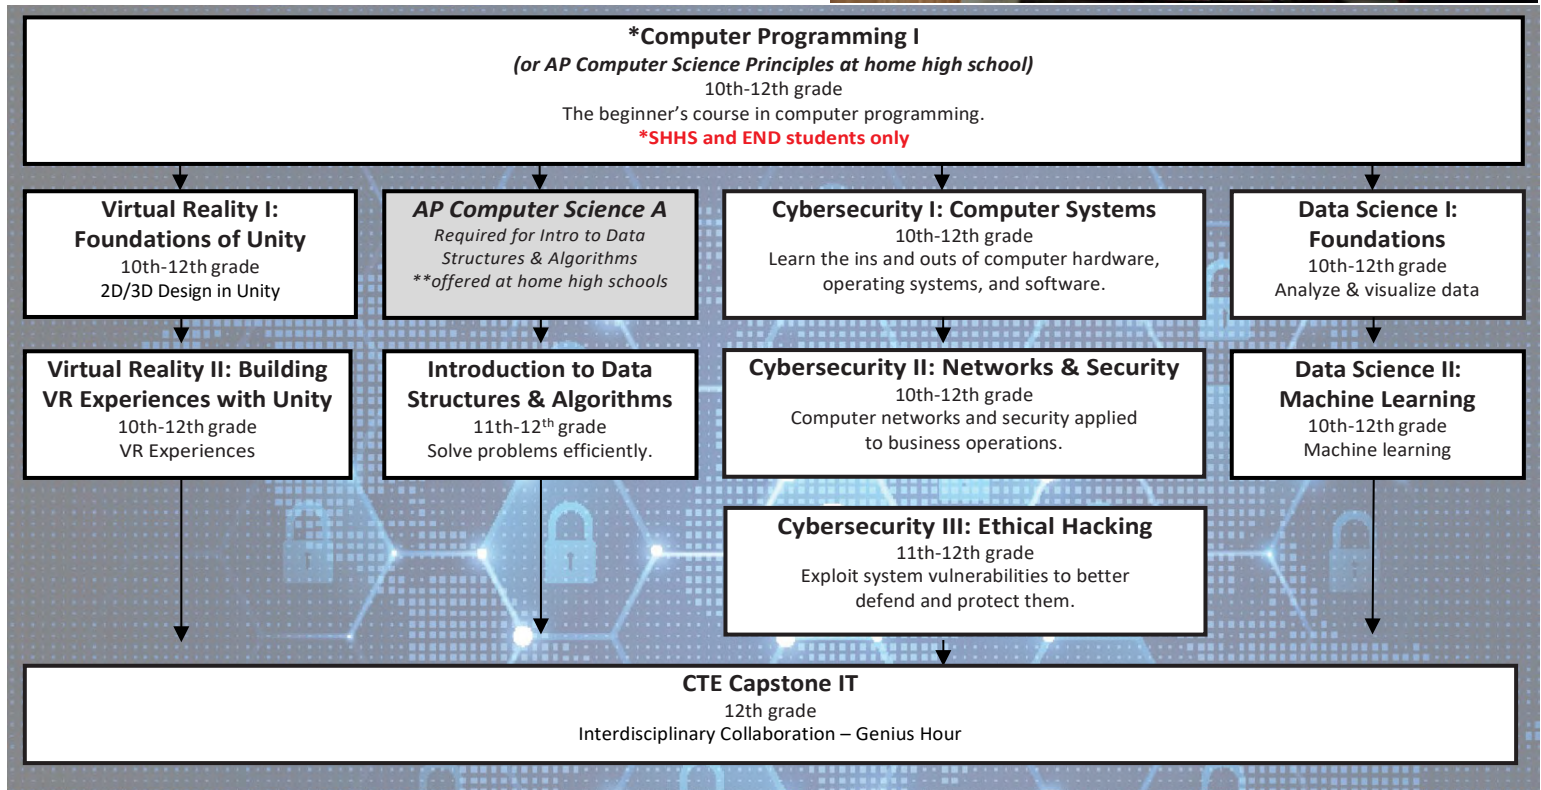 *Computer Programming I
(or AP Computer Science Principles at home high school)
10th-12th grade
The beginner’s course in computer programming.
*SHHS and END students only
Virtual Reality I:
Foundations of Unity
10th-12th grade
2D/3D Design in Unity
AP Computer Science A
Required for Intro to Data
Structures & Algorithms
**offered at home high schools
Cybersecurity I: Computer Systems
10th-12th grade
Learn the ins and outs of computer hardware,
operating systems, and software.
Data Science I:
Foundations
10th-12th grade
Analyze & visualize data
Virtual Reality II: Building
VR Experiences with Unity
10th-12th grade
VR Experiences
Introduction to Data
Structures & Algorithms
11th-12th grade
Solve problems efficiently.
Cybersecurity II: Networks & Security
10th-12th grade
Computer networks and security applied
to business operations.
Data Science II:
Machine Learning
10th-12th grade
Machine learning
Cybersecurity III: Ethical Hacking
11th-12th grade
Exploit system vulnerabilities to better
defend and protect them.
CTE Capstone IT
12th grade
Interdisciplinary Collaboration – Genius Hour